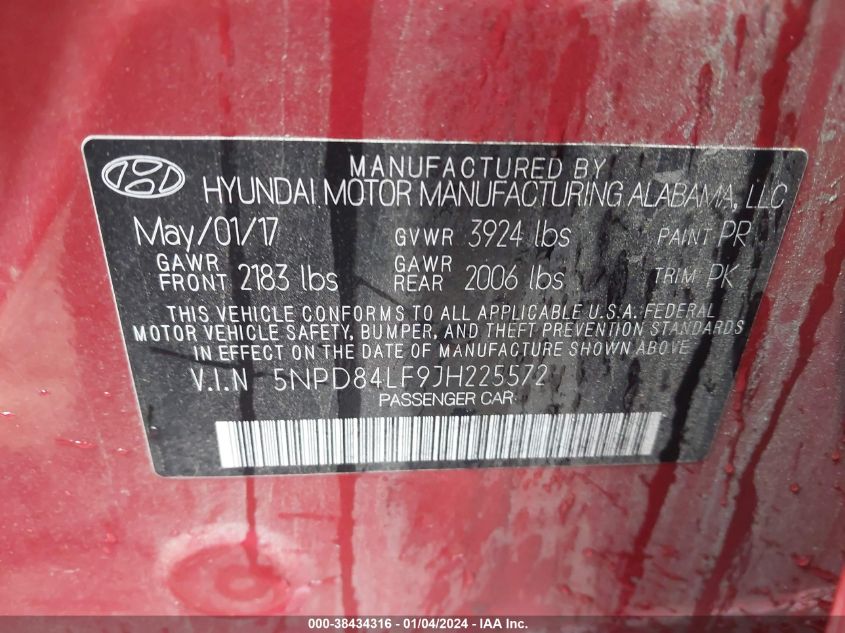 MANUFACTURED BY
HYUNDAI MOTOR MANUFACTURING ALABAMA, LLC
May/01/17 GVWR 3924 lbs PAINT PR
GAWR FRONT 2183 lbs GAWR REAR 2006 lbs TRIM PK
THIS VEHICLE CONFORMS TO ALL APPLICABLE U.S.A. FEDERAL
MOTOR VEHICLE SAFETY, BUMPER, AND THEFT PREVENTION STANDARDS
IN EFFECT ON THE DATE OF MANUFACTURE SHOWN ABOVE.
V.I.N 5NPD84LF9JH225572
PASSENGER CAR
000-38434316 - 01/04/2024 - IAA Inc.